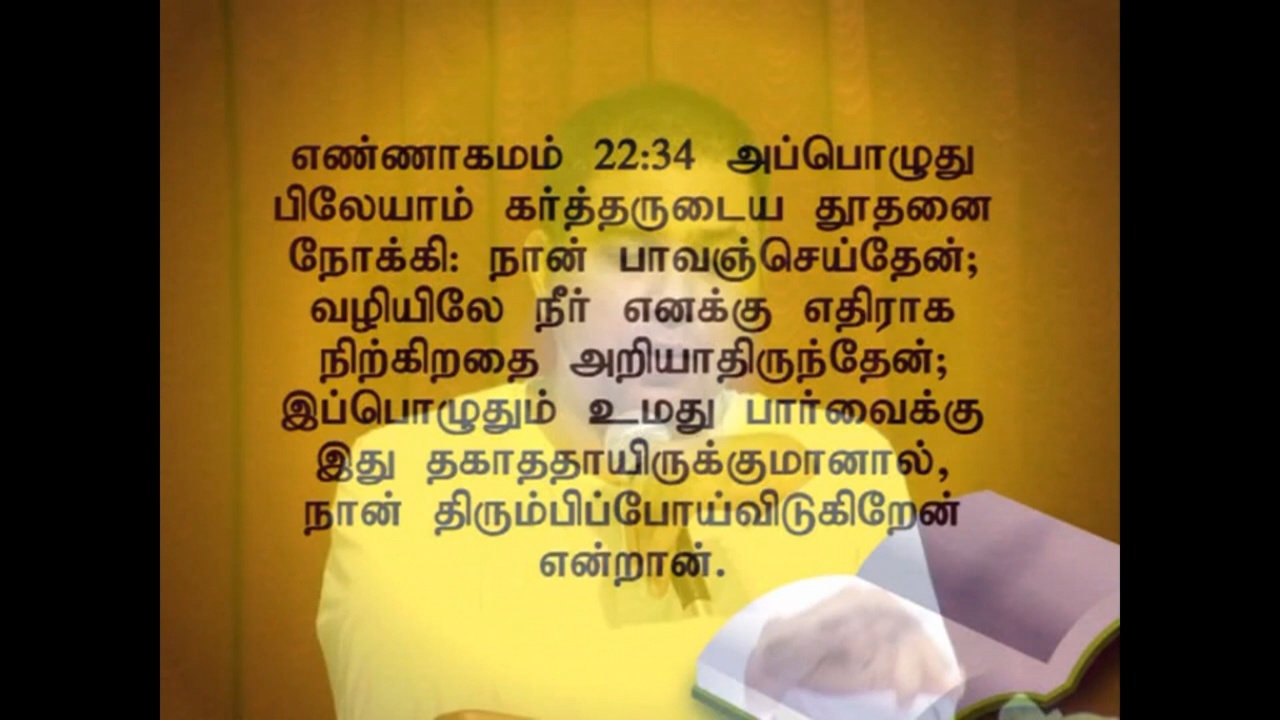 எண்ணாகமம் 22:34 அப்பொழுது
பிலேயாம் கர்த்தருடைய தூதனை
நோக்கி: நான் பாவஞ்செய்தேன்;
வழியிலே நீர் எனக்கு எதிராக
நிற்கிறதை அறியாதிருந்தேன்;
இப்பொழுதும் உமது பார்வைக்கு
இது தகாததாயிருக்குமானால்,
நான் திரும்பிப்போய்விடுகிறேன்
என்றான்.